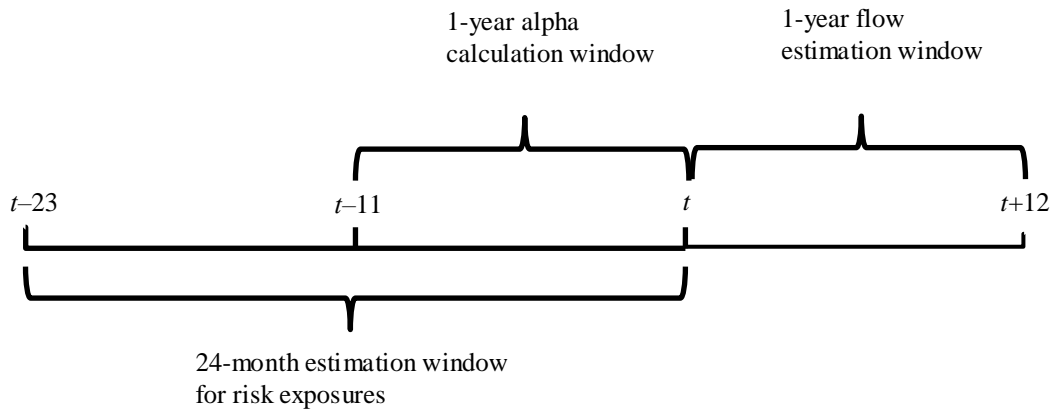 1-year alpha
calculation window
1-year flow
estimation window
t–23
t–11
t
t+12
24-month estimation window
for risk exposures